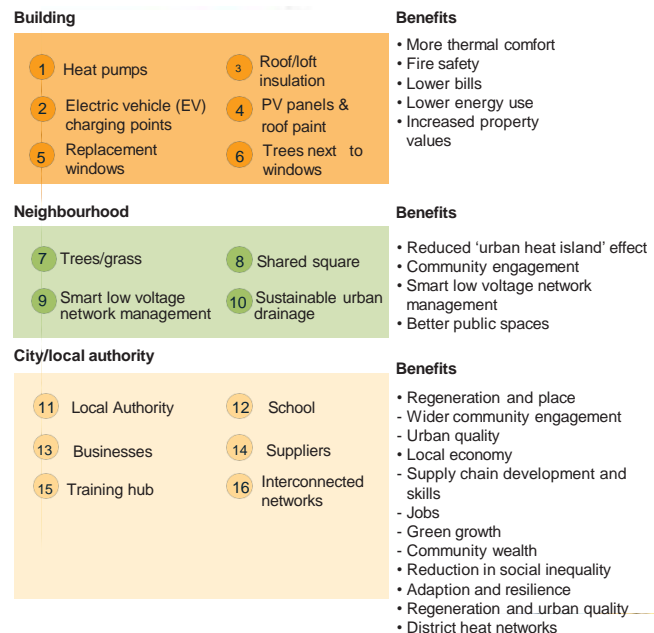 Building
1 Heat pumps
3 Roof/loft
insulation
2 Electric vehicle (EV)
charging points
4 PV panels &
roof paint
5 Replacement
windows
6 Trees next to
windows
Benefits
• More thermal comfort
• Fire safety
• Lower bills
• Lower energy use
• Increased property
values
Neighbourhood
7 Trees/grass
8 Shared square
9 Smart low voltage
network management
10 Sustainable urban
drainage
Benefits
• Reduced ‘urban heat island’ effect
• Community engagement
• Smart low voltage network
management
• Better public spaces
City/local authority
11 Local Authority
12 School
13 Businesses
14 Suppliers
15 Training hub
16 Interconnected
networks
Benefits
• Regeneration and place
- Wider community engagement
- Urban quality
• Local economy
- Supply chain development and
skills
- Jobs
- Green growth
- Community wealth
• Reduction in social inequality
• Adaption and resilience
• Regeneration and urban quality
• District heat networks